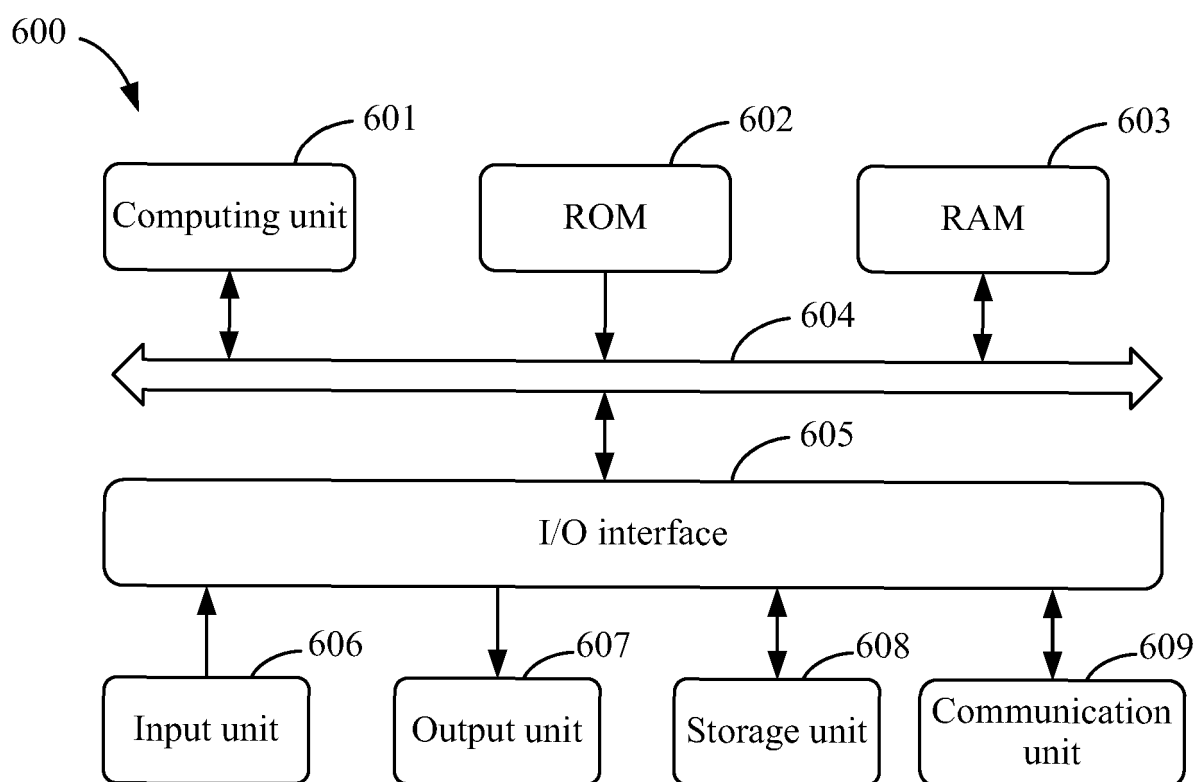 600
601
602
603
Computing unit
ROM
RAM
604
605
I/O interface
606
607
608
609
Input unit
Output unit
Storage unit
Communication
unit